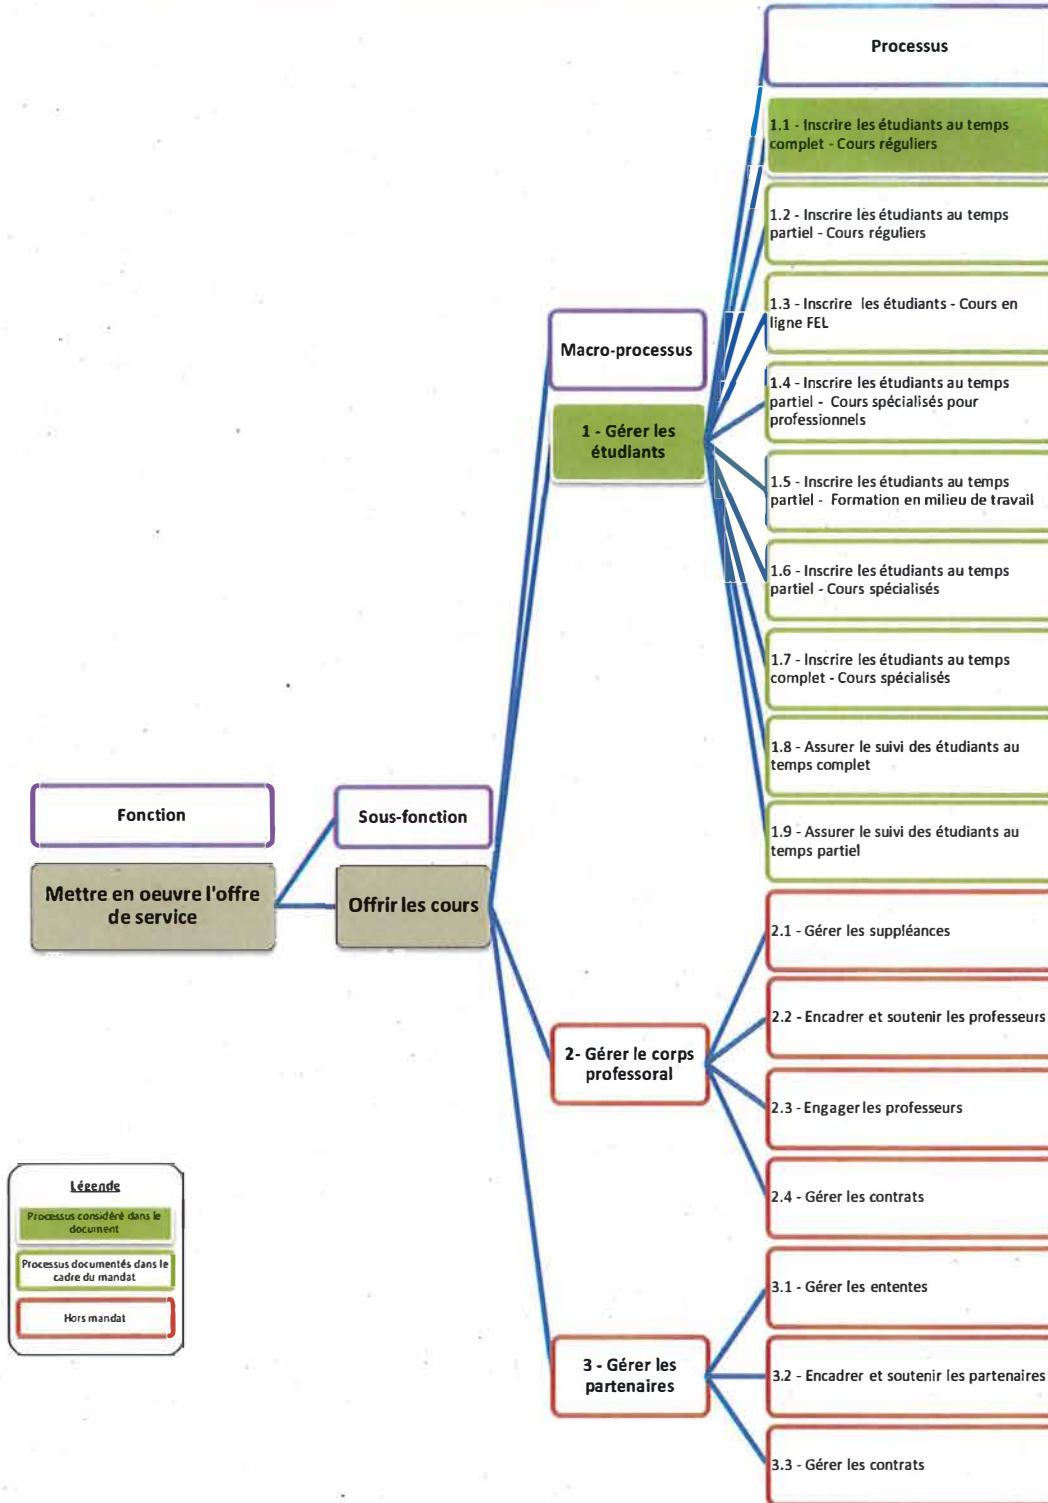 Processus
1.1 - Inscrire les étudiants au temps
complet - Cours réguliers
1.2 - Inscrire les étudiants au temps
partiel - Cours réguliers
1.3 - Inscrire les étudiants - Cours en
ligne FEL
Macro-processus
1.4 - Inscrire les étudiants au temps
partiel - Cours spécialisés pour
professionnels
1 - Gérer les
étudiants
1.5 - Inscrire les étudiants au temps
partiel - Formation en milieu de travail
1.6 - Inscrire les étudiants au temps
partiel - Cours spécialisés
1.7 - Inscrire les étudiants au temps
complet - Cours spécialisés
1.8 - Assurer le suivi des étudiants au
temps complet
Fonction
Sous-fonction
1.9 - Assurer le suivi des étudiants au
temps partiel
Mettre en oeuvre l'offre
de service
Offrir les cours
2.1 - Gérer les suppléances
2.2 - Encadrer et soutenir les professeurs
2- Gérer le corps
professoral
2.3 - Engager les professeurs
2.4 - Gérer les contrats
Légende
Processus considéré dans le
document
Processus documentés dans le
cadre du mandat
Hors mandat
3.1 - Gérer les ententes
3 - Gérer les
partenaires
3.2 - Encadrer et soutenir les partenaires
3.3 - Gérer les contrats